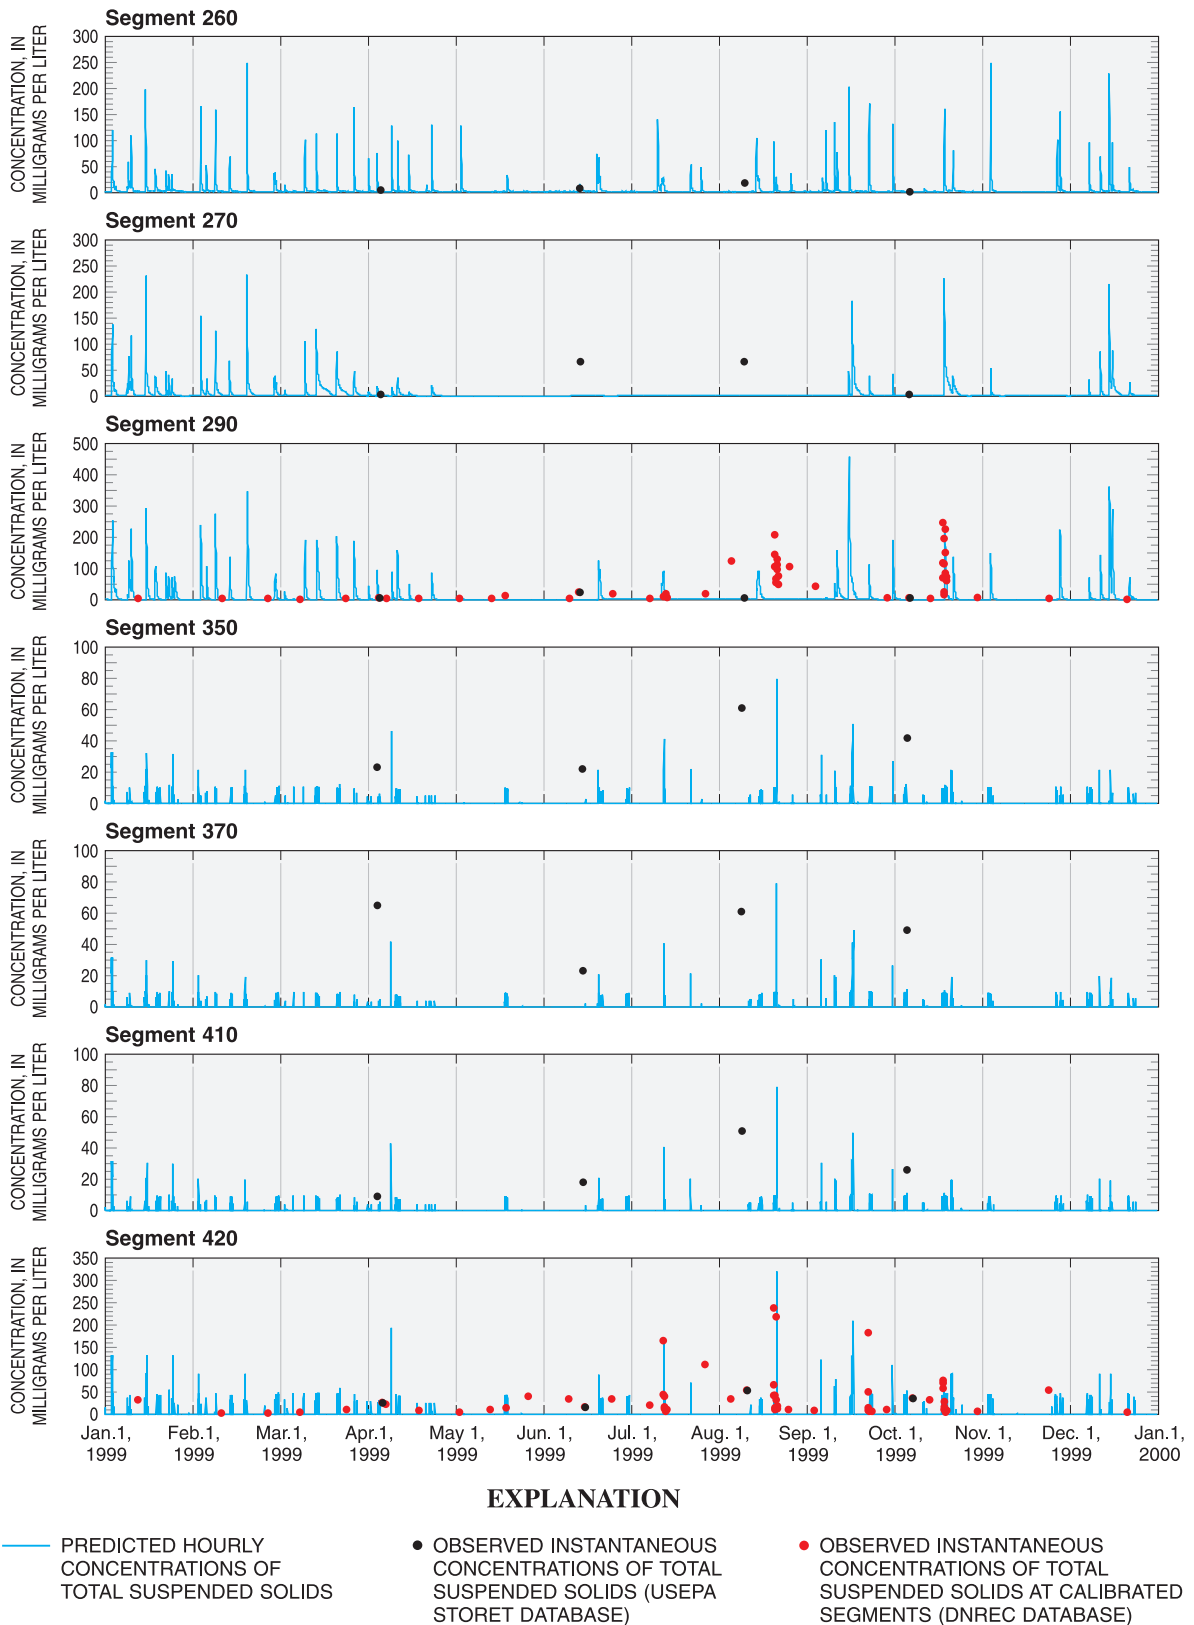 Segment 260
CONCENTRATION, IN
MILLIGRAMS PER LITER
300
250
200
150
100
50
0
Segment 270
CONCENTRATION, IN
MILLIGRAMS PER LITER
300
250
200
150
100
50
0
Segment 290
CONCENTRATION, IN
MILLIGRAMS PER LITER
500
400
300
200
100
0
Segment 350
CONCENTRATION, IN
MILLIGRAMS PER LITER
100
80
60
40
20
0
Segment 370
CONCENTRATION, IN
MILLIGRAMS PER LITER
100
80
60
40
20
0
Segment 410
CONCENTRATION, IN
MILLIGRAMS PER LITER
100
80
60
40
20
0
Segment 420
CONCENTRATION, IN
MILLIGRAMS PER LITER
350
300
250
200
150
100
50
0
Jan.1, Feb.1, Mar.1, Apr.1, May 1, Jun. 1, Jul. 1, Aug. 1, Sep. 1, Oct. 1, Nov. 1, Dec. 1, Jan.1,
1999 1999 1999 1999 1999 1999 1999 1999 1999 1999 1999 1999 2000
EXPLANATION
PREDICTED HOURLY
CONCENTRATIONS OF
TOTAL SUSPENDED SOLIDS
OBSERVED INSTANTANEOUS
CONCENTRATIONS OF TOTAL
SUSPENDED SOLIDS (USEPA
STORET DATABASE)
OBSERVED INSTANTANEOUS
CONCENTRATIONS OF TOTAL
SUSPENDED SOLIDS AT CALIBRATED
SEGMENTS (DNREC DATABASE)